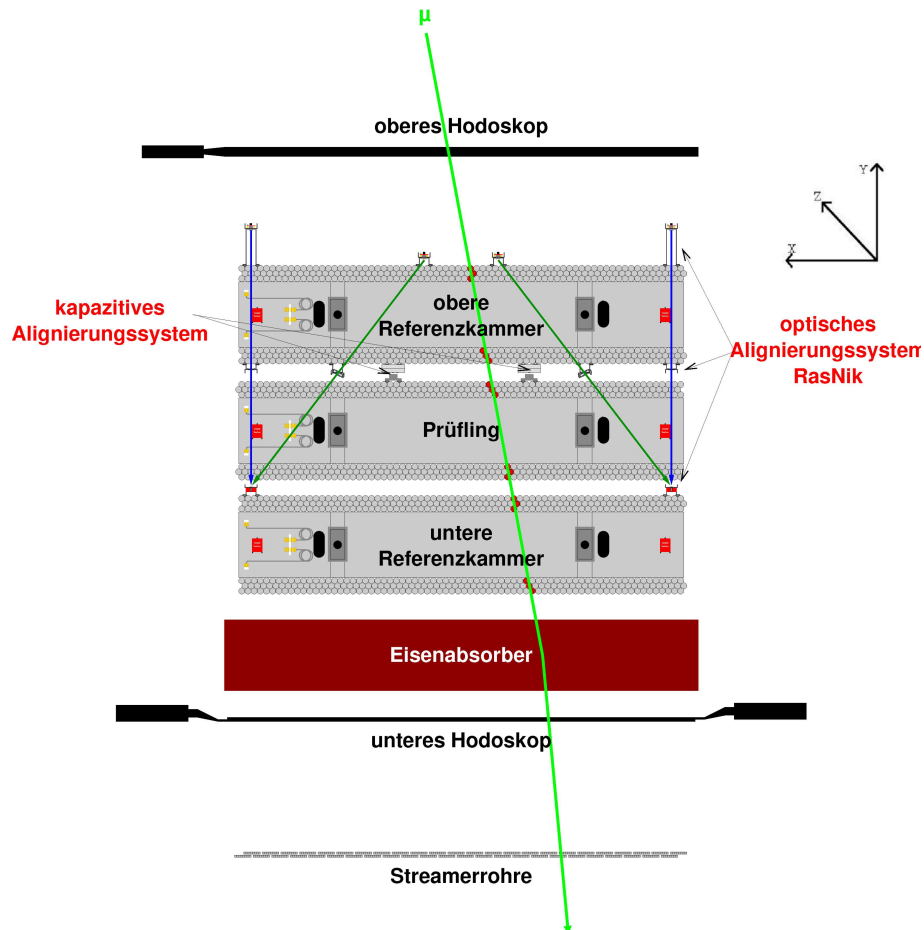 μ
oberes Hodoskop
Y
Z
X
kapazitives
Alignierungssystem
obere
Referenzkammer
optisches
Alignierungssystem
RasNik
Prüfling
untere
Referenzkammer
Eisenabsorber
unteres Hodoskop
Streamerrohre